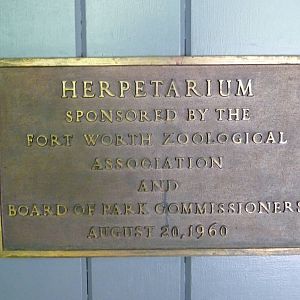 HERPETARIUM
SPONSORED BY THE
FORT WORTH ZOOLOGICAL
ASSOCIATION
AND
BOARD OF PARK COMMISSIONERS
AUGUST 20, 1960